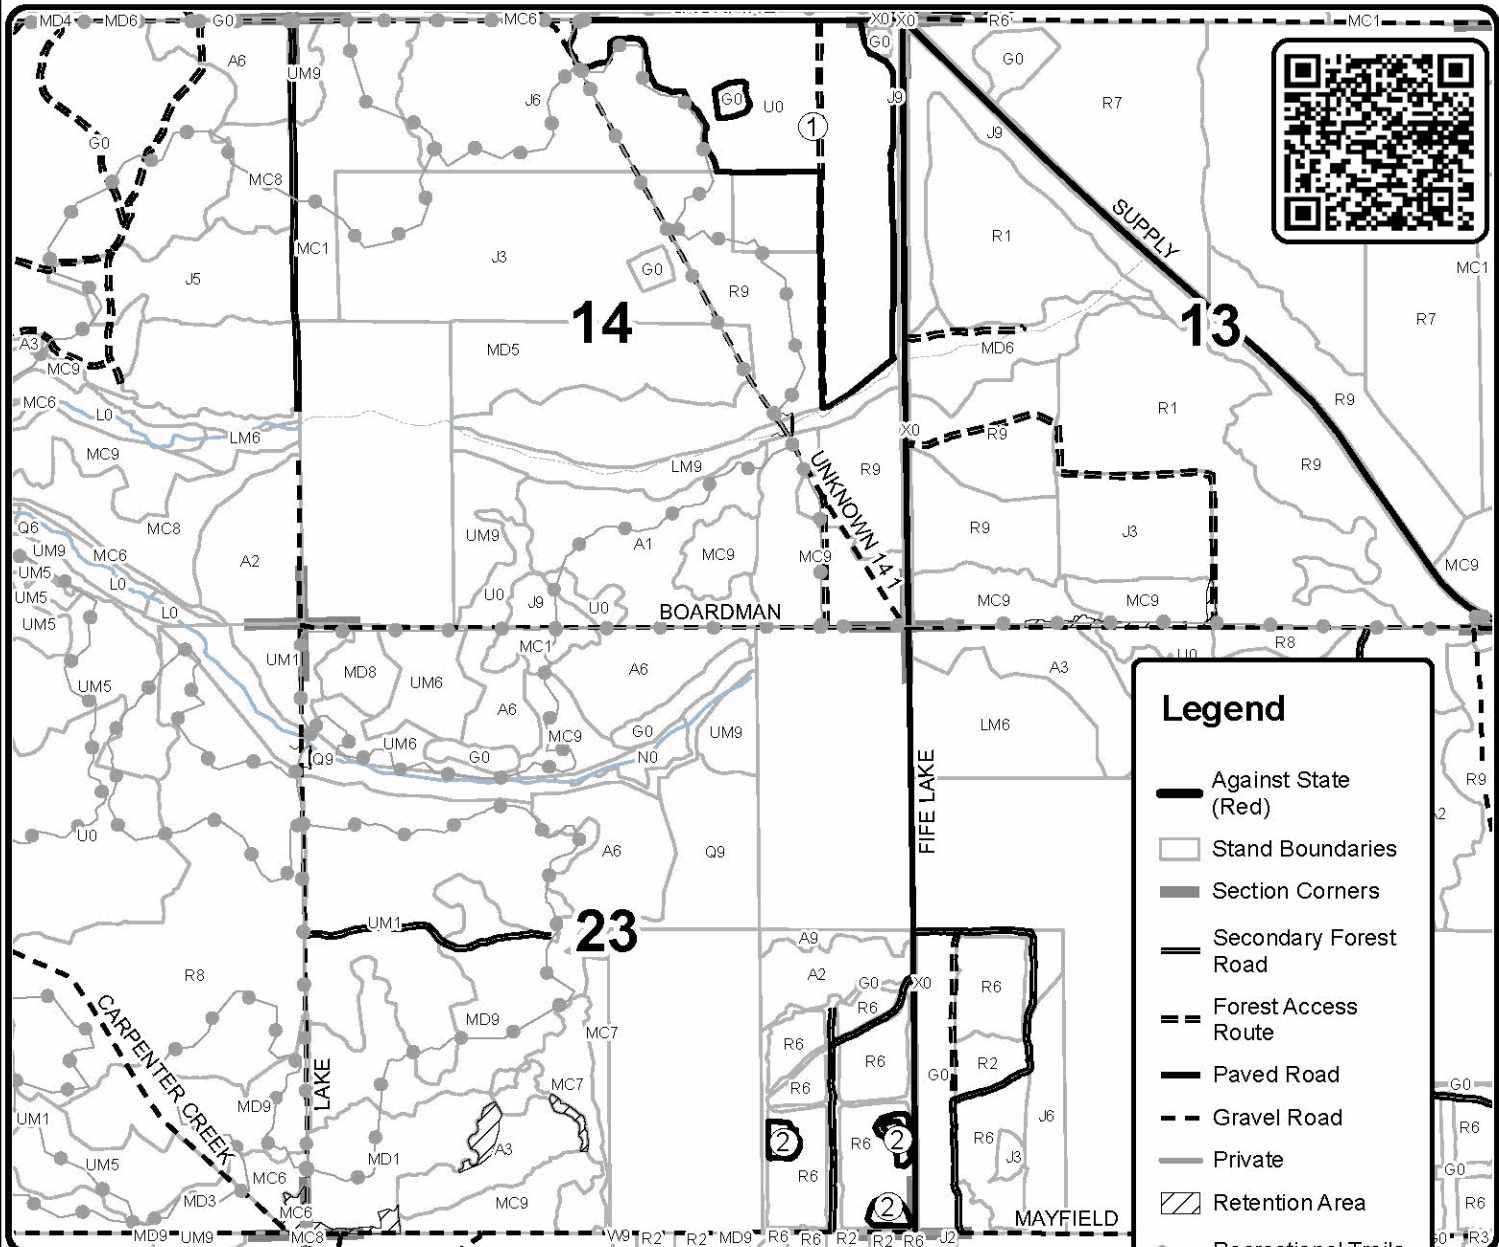 MD4
MD6
G0
MC6
X0
X0
R6
MC1
A6
UM9
G0
G0
J6
G0
U0
J9
R7
1
J9
G0
MC8
SUPPLY
MC1
R1
J3
MC1
G0
J5
R9
14
13
R7
A3
MC9
MD5
MD6
MC6
L0
R9
R1
LM6
X0
R9
MC9
LM9
R9
R9
UNKNOWN 14 1
Q6
MC8
UM9
A1
R9
J3
UM9
MC6
A2
MC9
MC9
MC9
UM5
L0
UM5
U0
J9
U0
MC9
MC9
L0
UM5
BOARDMAN
R8
MC1
U0
UM1
MD8
A6
A3
UM5
UM6
A6
Legend
LM6
MC9
G0
UM9
UM6
G0
Q9
N0
R9
Against State
(Red)
FIFE LAKE
A2
U0
A6
Q9
Stand Boundaries
Section Corners
UM1
23
A9
Secondary Forest
Road
R8
A2
G0
X0
R6
R6
CARPENTER CREEK
MD9
MC7
Forest Access
Route
R6
R6
R2
LAKE
MC7
R6
G0
Paved Road
G0
MD9
UM1
J6
Gravel Road
R6
2
R6
2
R6
A3
J3
MD1
UM5
MC6
R6
Private
G0
MD3
MC9
MC6
2
Retention Area
R6
MAYFIELD
MD9
UM9
MC8
W9
R2
R2
MD9
R6
R6
R2
R2
R6
J2
G0
R3
Recreational Trails